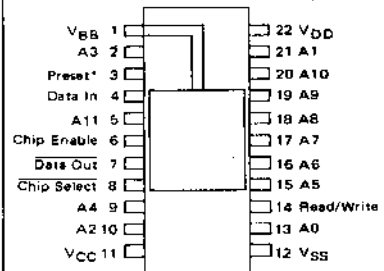 VBB 1
22 VDD
A3 2
21 A1
Preset* 3
20 A10
Data In 4
19 A9
A11 5
18 A8
Chip Enable 6
17 A7
Data Out 7
16 A6
Chip Select 8
15 A5
A4 9
14 Read/Write
A2 10
13 A0
VCC 11
12 VSS